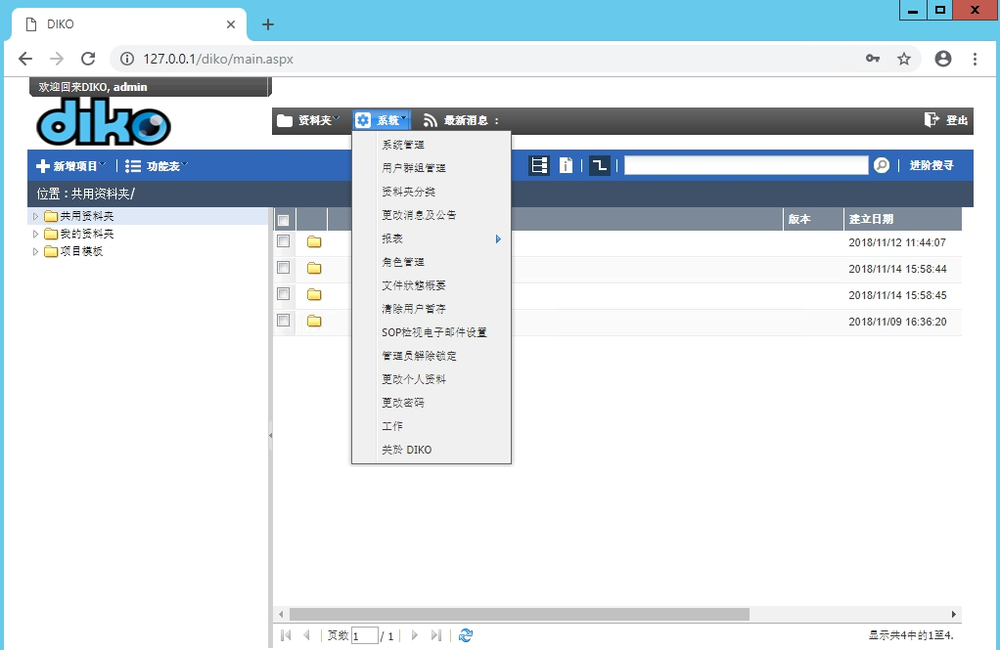 DIKO
127.0.0.1/diko/main.aspx
欢迎回来DIKO, admin
diko
资料夹 系统 最新消息 : 登出
新增项目 功能表 进阶搜寻
位置 : 共用资料夹/
共用资料夹
我的资料夹
项目模板
系统管理
用户群组管理
资料夹分类
更改消息及公告
报表
角色管理
文件狀態概要
清除用户暂存
SOP检视电子邮件设置
管理员解除锁定
更改个人资料
更改密码
工作
关於 DIKO
版本 建立日期
2018/11/12 11:44:07
2018/11/14 15:58:44
2018/11/14 15:58:45
2018/11/09 16:36:20
页数 1 / 1
显示共4中的1至4.